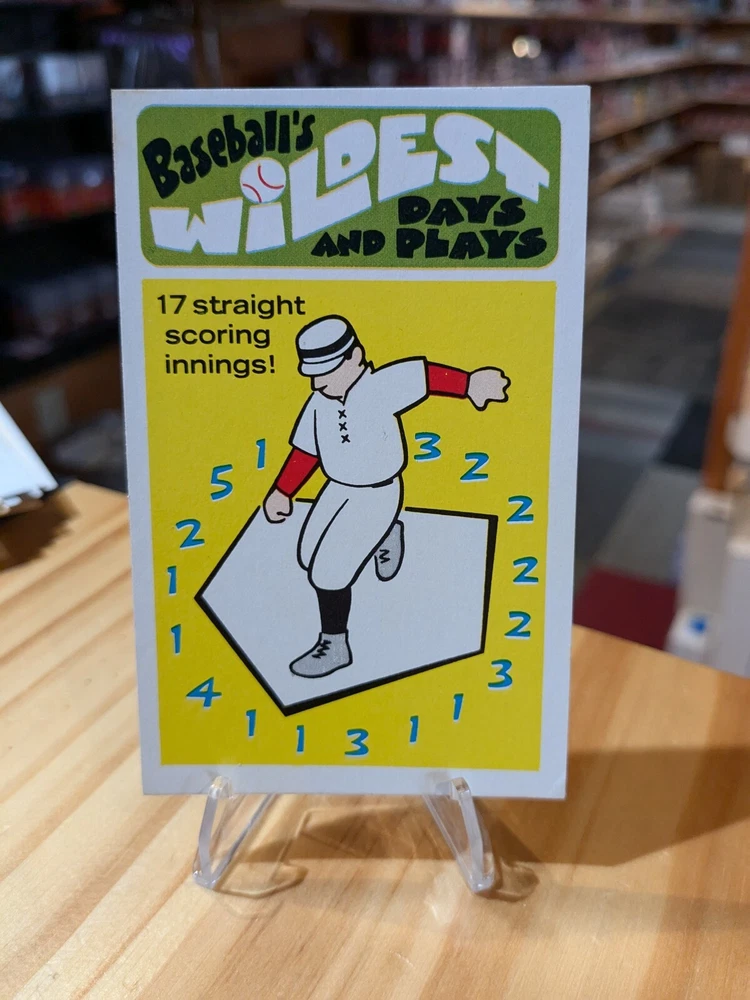 Baseball's
WILDEST
DAYS
AND PLAYS
17 straight
scoring
innings!
3
2
2
2
2
3
1
1
3
1
1
4
1
1
2
5
1